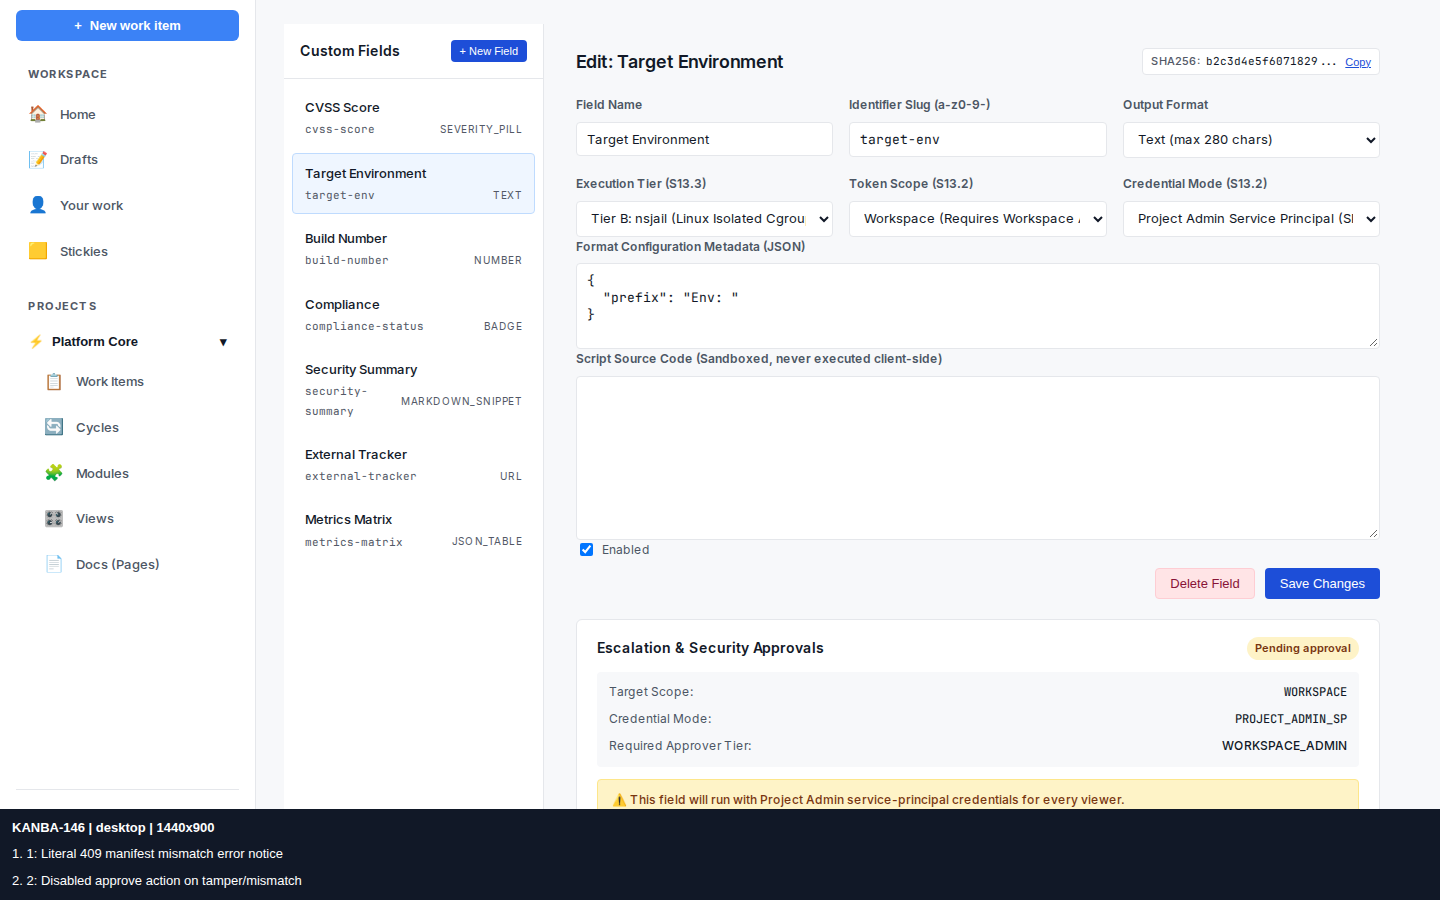 + New work item
WORKSPACE
Home
Drafts
Your work
Stickies
PROJECTS
Platform Core
Work Items
Cycles
Modules
Views
Docs (Pages)
Custom Fields
+ New Field
CVSS Score
cvss-score SEVERITY_PILL
Target Environment
target-env TEXT
Build Number
build-number NUMBER
Compliance
compliance-status BADGE
Security Summary
security-summary MARKDOWN_SNIPPET
External Tracker
external-tracker URL
Metrics Matrix
metrics-matrix JSON_TABLE
Edit: Target Environment
SHA256: b2c3d4e5f6071829... Copy
Field Name
Identifier Slug (a-z0-9-)
Output Format
Target Environment
target-env
Text (max 280 chars)
Execution Tier (S13.3)
Token Scope (S13.2)
Credential Mode (S13.2)
Tier B: nsjail (Linux Isolated Cgrou
Workspace (Requires Workspace
Project Admin Service Principal (S
Format Configuration Metadata (JSON)
{
"prefix": "Env: "
}
Script Source Code (Sandboxed, never executed client-side)
Enabled
Delete Field
Save Changes
Escalation & Security Approvals
Pending approval
Target Scope: WORKSPACE
Credential Mode: PROJECT_ADMIN_SP
Required Approver Tier: WORKSPACE_ADMIN
⚠️ This field will run with Project Admin service-principal credentials for every viewer.
KANBA-146 | desktop | 1440x900
1. 1: Literal 409 manifest mismatch error notice
2. 2: Disabled approve action on tamper/mismatch